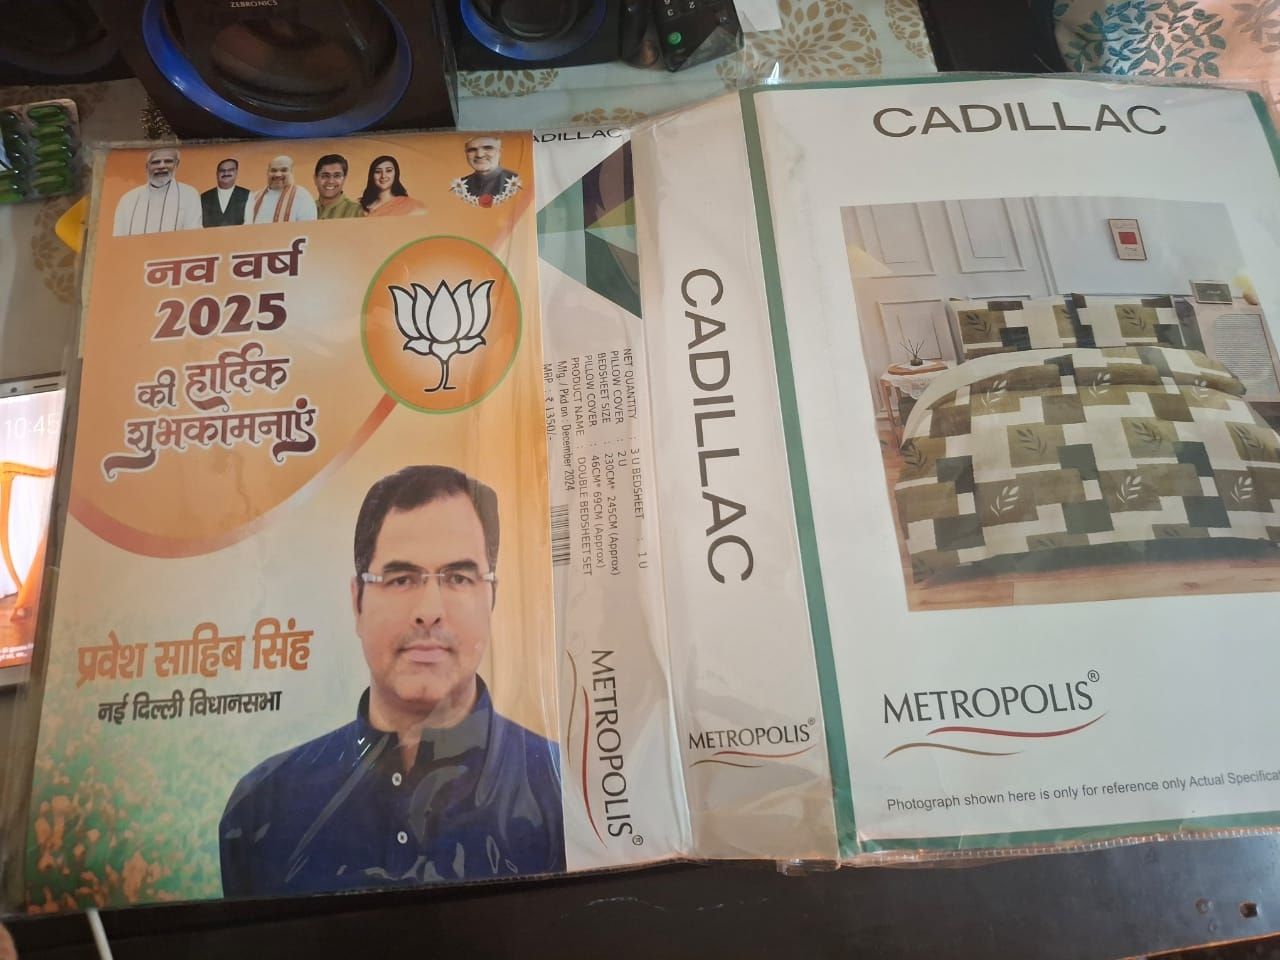 ZEBRONICS
नव वर्ष
2025
की हार्दिक
शुभकामनाएं
प्रवेश साहिब सिंह
नई दिल्ली विधानसभा
10:45
CADILLAC
NET QUANTITY : 3 U BEDSHEET : 1 U
PILLOW COVER : 2 U
BEDSHEET SIZE : 230CM* 245CM (Approx)
PILLOW COVER : 46CM* 69CM (Approx)
PRODUCT NAME : DOUBLE BEDSHEET SET
Mfg. / Pkd on : December 2024
MRP : ₹ 1350/-
METROPOLIS®
CADILLAC
METROPOLIS®
CADILLAC
METROPOLIS®
Photograph shown here is only for reference only Actual